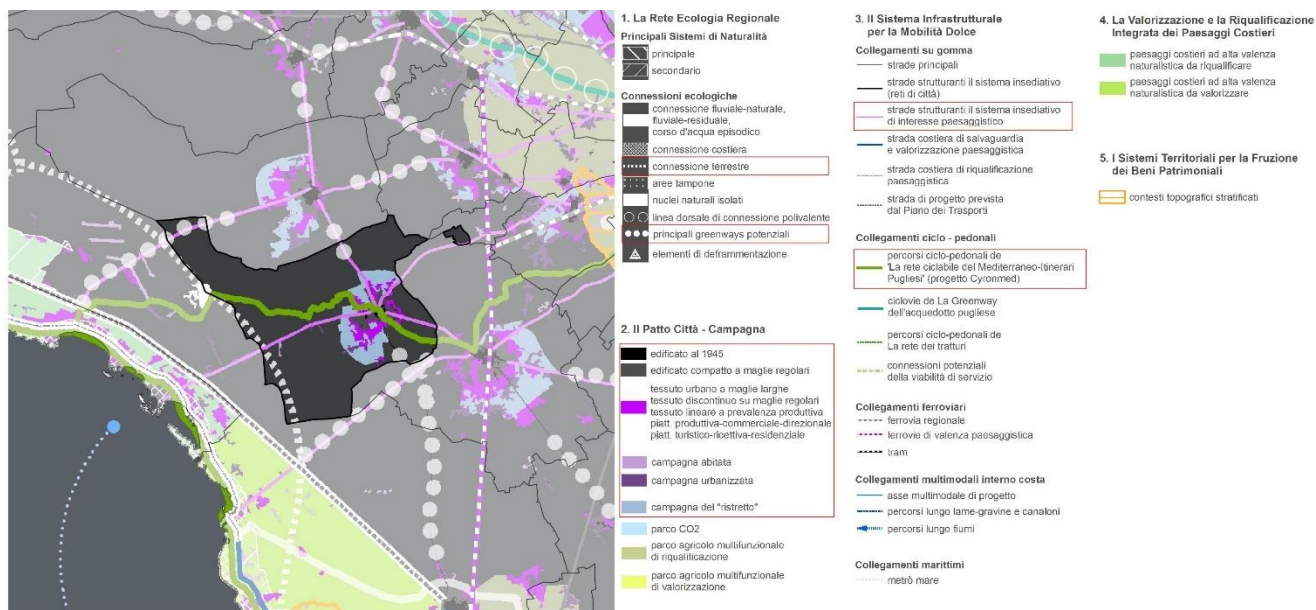 1. La Rete Ecologia Regionale
Principali Sistemi di Naturalità
principale
secondario
Connessioni ecologiche
connessione fluviale-naturale,
fluviale-residuale,
corso d'acqua episodico
connessione costiera
connessione terrestre
aree tampone
nuclei naturali isolati
linea dorsale di connessione polivalente
principali greenways potenziali
elementi di deframmentazione
2. Il Patto Città - Campagna
edificato al 1945
edificato compatto a maglie regolari
tessuto urbano a maglie larghe
tessuto discontinuo su maglie regolari
tessuto lineare a prevalenza produttiva
piatt. produttiva-commerciale-direzionale
piatt. turistico-ricettiva-residenziale
campagna abitata
campagna urbanizzata
campagna del "ristretto"
parco CO2
parco agricolo multifunzionale
di riqualificazione
parco agricolo multifunzionale
di valorizzazione
3. Il Sistema Infrastrutturale
per la Mobilità Dolce
Collegamenti su gomma
strade principali
strade strutturanti il sistema insediativo
(reti di città)
strade strutturanti il sistema insediativo
di interesse paesaggistico
strada costiera di salvaguardia
e valorizzazione paesaggistica
strada costiera di riqualificazione
paesaggistica
strada di progetto prevista
dal Piano dei Trasporti
Collegamenti ciclo - pedonali
percorsi ciclo-pedonali de
'La rete ciclabile del Mediterraneo-Itinerari
Pugliesi' (progetto Cyronmed)
ciclovie de La Greenway
dell'acquedotto pugliese
percorsi ciclo-pedonali de
La rete dei tratturi
connessioni potenziali
della viabilità di servizio
Collegamenti ferroviari
ferrovia regionale
ferrovie di valenza paesaggistica
tram
Collegamenti multimodali interno costa
asse multimodale di progetto
percorsi lungo lame-gravine e canaloni
percorsi lungo fiumi
Collegamenti marittimi
metrò mare
4. La Valorizzazione e la Riqualificazione
Integrata dei Paesaggi Costieri
paesaggi costieri ad alta valenza
naturalistica da riqualificare
paesaggi costieri ad alta valenza
naturalistica da valorizzare
5. I Sistemi Territoriali per la Fruzione
dei Beni Patrimoniali
contesti topografici stratificati